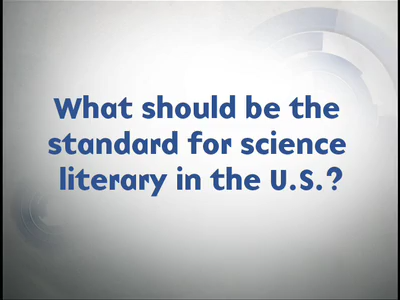 What should be the
standard for science
literary in the U.S.?